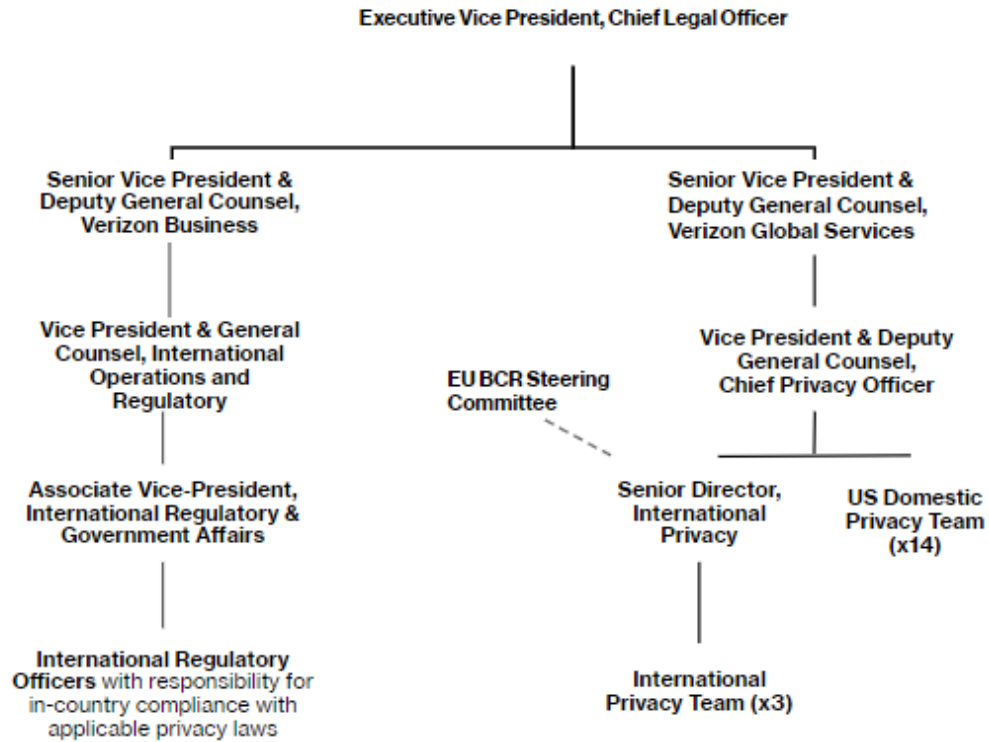 Executive Vice President, Chief Legal Officer
Senior Vice President &
Deputy General Counsel,
Verizon Business
Senior Vice President &
Deputy General Counsel,
Verizon Global Services
Vice President & General
Counsel, International
Operations and
Regulatory
Vice President & Deputy
General Counsel,
Chief Privacy Officer
EU BCR Steering
Committee
Associate Vice-President,
International Regulatory &
Government Affairs
Senior Director,
International
Privacy
US Domestic
Privacy Team
(x14)
International Regulatory
Officers with responsibility for
in-country compliance with
applicable privacy laws
International
Privacy Team (x3)